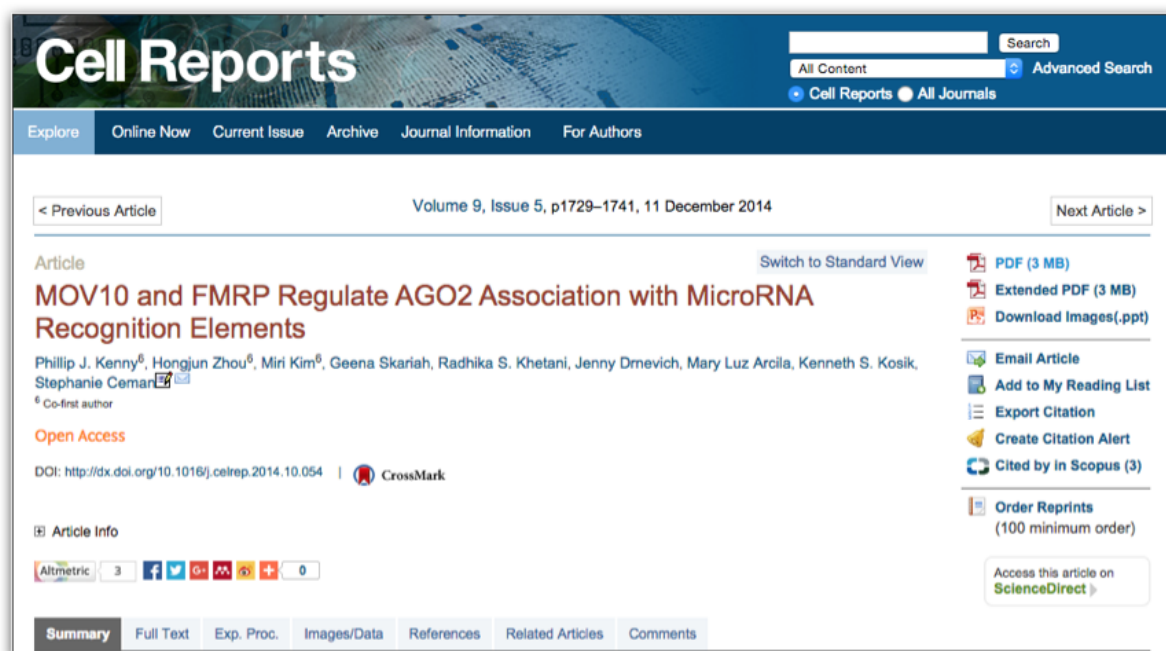 Cell Reports
Search
All Content
Advanced Search
Cell Reports All Journals
Explore Online Now Current Issue Archive Journal Information For Authors
< Previous Article
Volume 9, Issue 5, p1729–1741, 11 December 2014
Next Article >
Article
Switch to Standard View
MOV10 and FMRP Regulate AGO2 Association with MicroRNA
Recognition Elements
Phillip J. Kenny6, Hongjun Zhou6, Miri Kim6, Geena Skariah, Radhika S. Khetani, Jenny Drnevich, Mary Luz Arcila, Kenneth S. Kosik,
Stephanie Ceman
6 Co-first author
Open Access
DOI: http://dx.doi.org/10.1016/j.celrep.2014.10.054 | CrossMark
Article Info
Altmetric 3 0
PDF (3 MB)
Extended PDF (3 MB)
Download Images(.ppt)
Email Article
Add to My Reading List
Export Citation
Create Citation Alert
Cited by in Scopus (3)
Order Reprints
(100 minimum order)
Access this article on
ScienceDirect
Summary Full Text Exp. Proc. Images/Data References Related Articles Comments